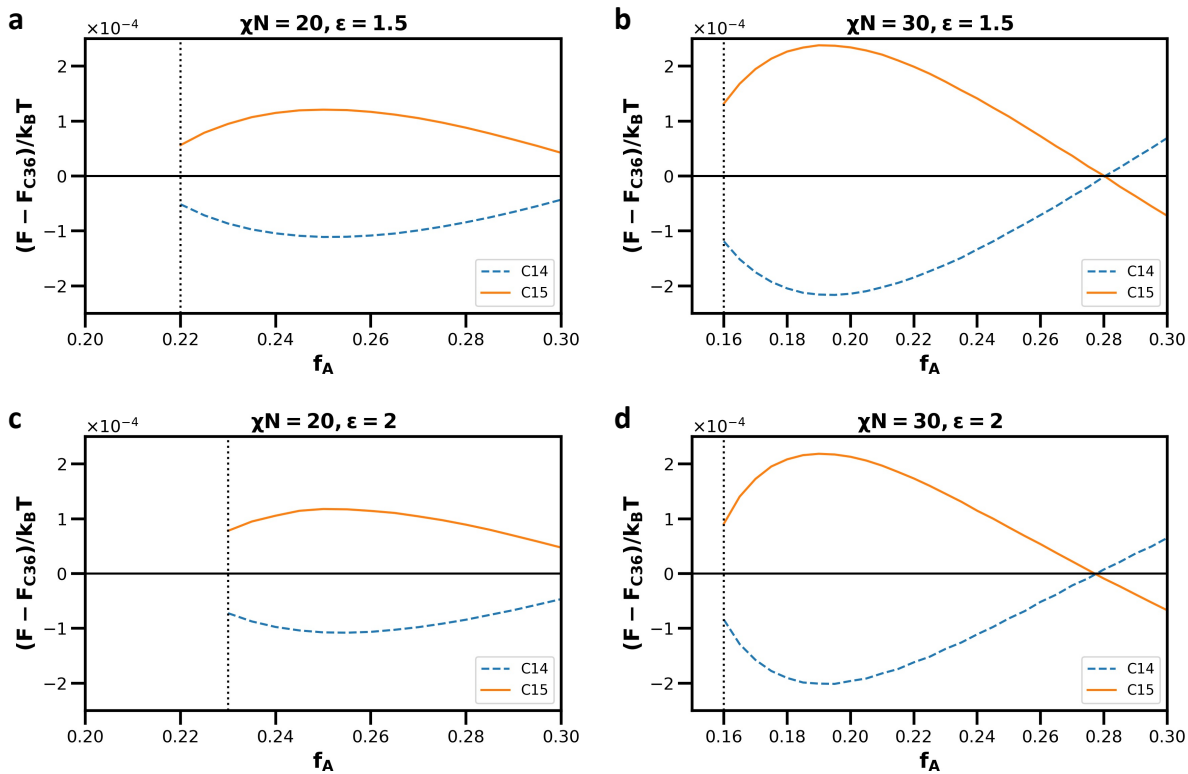 a
χN = 20, ε = 1.5
×10⁻⁴
(F − F_C36)/k_BT
2
1
0
−1
−2
0.20 0.22 0.24 0.26 0.28 0.30
f_A
C14
C15
b
χN = 30, ε = 1.5
×10⁻⁴
(F − F_C36)/k_BT
2
1
0
−1
−2
0.16 0.18 0.20 0.22 0.24 0.26 0.28 0.30
f_A
C14
C15
c
χN = 20, ε = 2
×10⁻⁴
(F − F_C36)/k_BT
2
1
0
−1
−2
0.20 0.22 0.24 0.26 0.28 0.30
f_A
C14
C15
d
χN = 30, ε = 2
×10⁻⁴
(F − F_C36)/k_BT
2
1
0
−1
−2
0.16 0.18 0.20 0.22 0.24 0.26 0.28 0.30
f_A
C14
C15